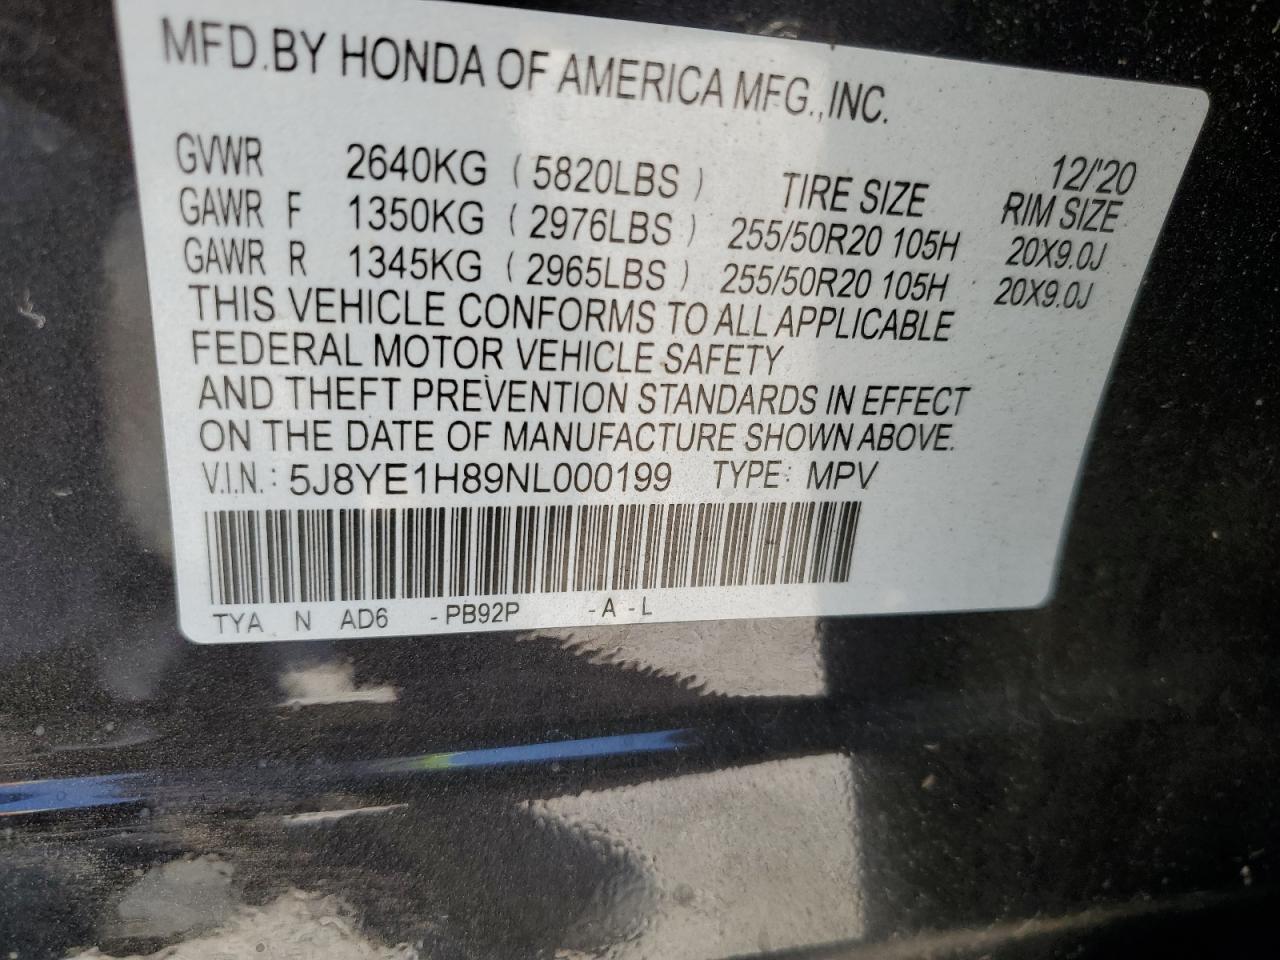 MFD.BY HONDA OF AMERICA MFG.,INC.
12/'20
GVWR 2640KG ( 5820LBS ) TIRE SIZE RIM SIZE
GAWR F 1350KG ( 2976LBS ) 255/50R20 105H 20X9.0J
GAWR R 1345KG ( 2965LBS ) 255/50R20 105H 20X9.0J
THIS VEHICLE CONFORMS TO ALL APPLICABLE
FEDERAL MOTOR VEHICLE SAFETY
AND THEFT PREVENTION STANDARDS IN EFFECT
ON THE DATE OF MANUFACTURE SHOWN ABOVE.
V.I.N.: 5J8YE1H89NL000199 TYPE: MPV
TYA N AD6 -PB92P -A-L